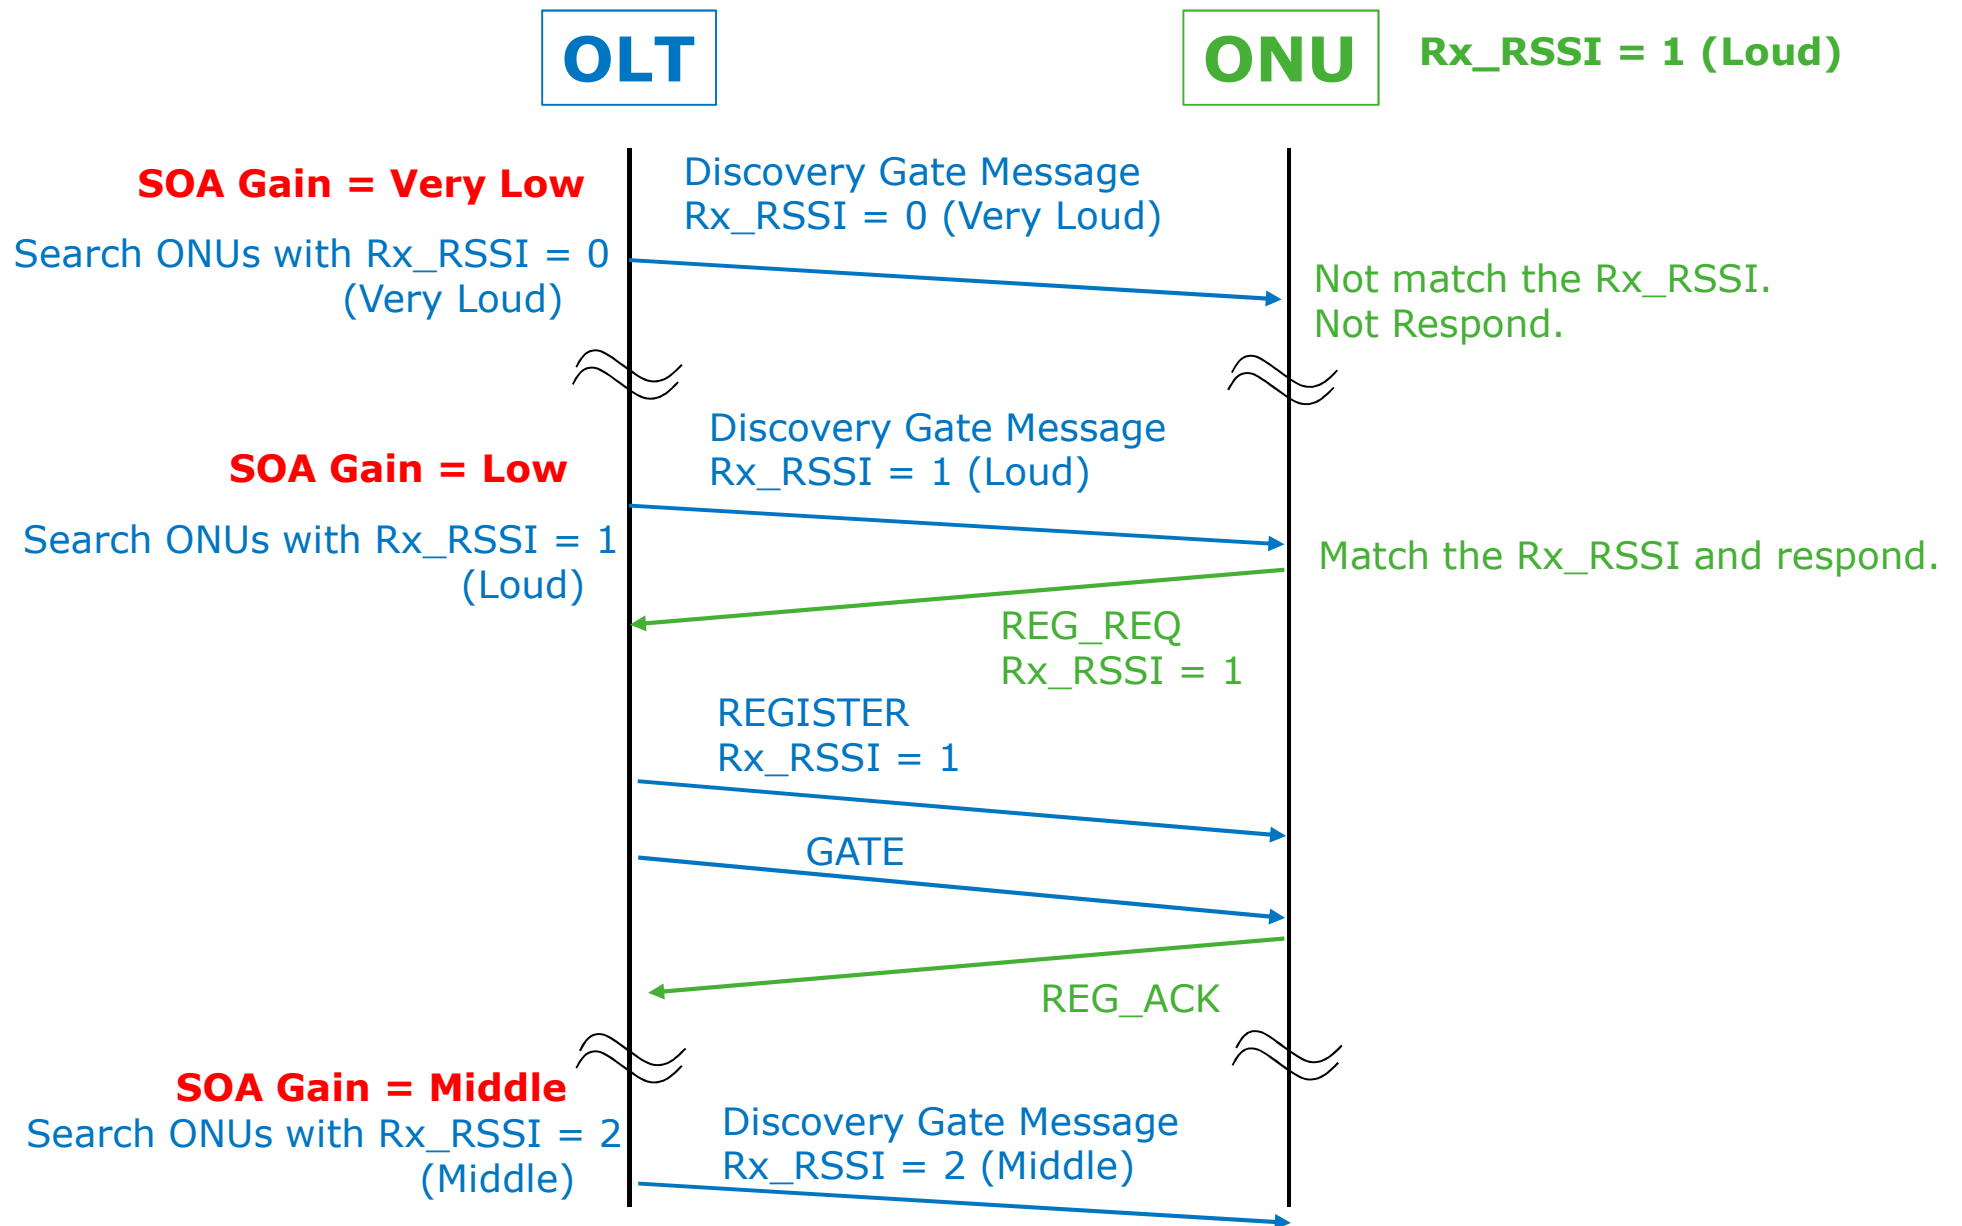 OLT
ONU
Rx_RSSI = 1 (Loud)
SOA Gain = Very Low
Discovery Gate Message
Rx_RSSI = 0 (Very Loud)
Search ONUs with Rx_RSSI = 0
(Very Loud)
Not match the Rx_RSSI.
Not Respond.
SOA Gain = Low
Discovery Gate Message
Rx_RSSI = 1 (Loud)
Search ONUs with Rx_RSSI = 1
(Loud)
Match the Rx_RSSI and respond.
REG_REQ
Rx_RSSI = 1
REGISTER
Rx_RSSI = 1
GATE
REG_ACK
SOA Gain = Middle
Search ONUs with Rx_RSSI = 2
(Middle)
Discovery Gate Message
Rx_RSSI = 2 (Middle)